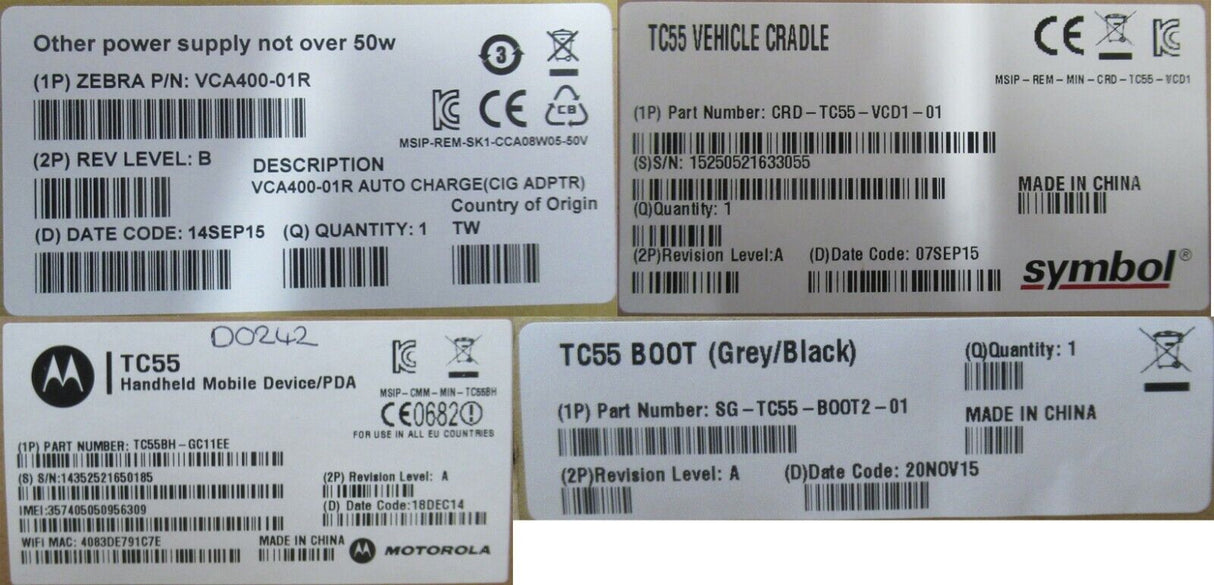 Other power supply not over 50w
3
(1P) ZEBRA P/N: VCA400-01R
CE
CB
MSIP-REM-SK1-CCA08W05-50V
(2P) REV LEVEL: B
DESCRIPTION
VCA400-01R AUTO CHARGE(CIG ADPTR)
Country of Origin
(D) DATE CODE: 14SEP15 (Q) QUANTITY: 1 TW
TC55 VEHICLE CRADLE
CE
MSIP-REM-MIN-CRD-TC55-VCD1
(1P) Part Number: CRD-TC55-VCD1-01
(S)S/N: 15250521633055
MADE IN CHINA
(Q)Quantity: 1
(2P)Revision Level:A (D)Date Code: 07SEP15
symbol®
D0242
TC55
Handheld Mobile Device/PDA
MSIP-CMM-MIN-TC55BH
CE0682
FOR USE IN ALL EU COUNTRIES
(1P) PART NUMBER: TC55BH-GC11EE
(S) S/N:14352521650185
(2P) Revision Level: A
IMEI:357405050956309
(D) Date Code:18DEC14
WIFI MAC: 4083DE791C7E
MADE IN CHINA
MOTOROLA
TC55 BOOT (Grey/Black)
(Q)Quantity: 1
(1P) Part Number: SG-TC55-BOOT2-01
MADE IN CHINA
(2P)Revision Level: A (D)Date Code: 20NOV15